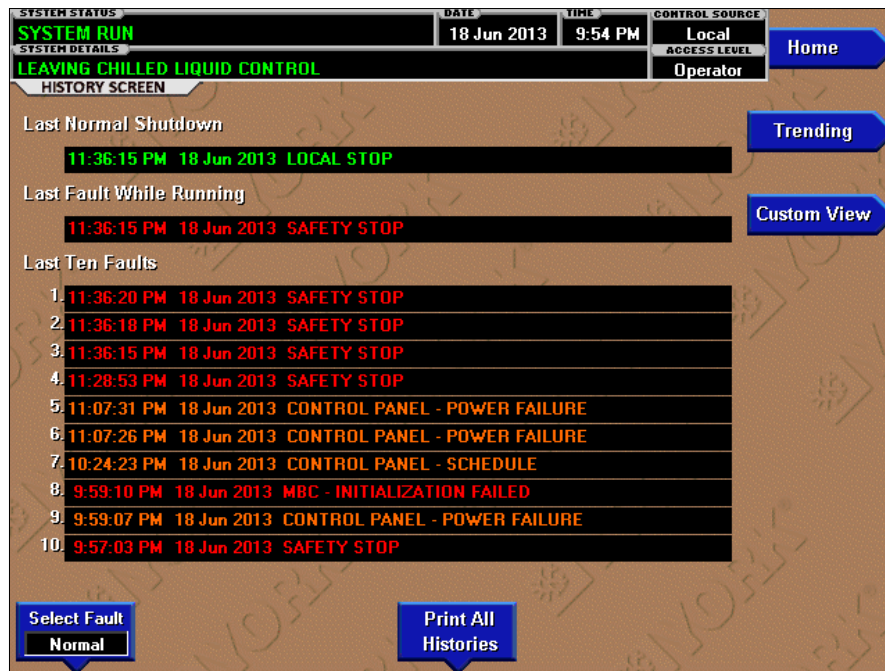 SYSTEM STATUS
SYSTEM RUN
SYSTEM DETAILS
LEAVING CHILLED LIQUID CONTROL
DATE
18 Jun 2013
TIME
9:54 PM
CONTROL SOURCE
Local
ACCESS LEVEL
Operator
Home
HISTORY SCREEN
Last Normal Shutdown
11:36:15 PM 18 Jun 2013 LOCAL STOP
Trending
Last Fault While Running
11:36:15 PM 18 Jun 2013 SAFETY STOP
Custom View
Last Ten Faults
1. 11:36:20 PM 18 Jun 2013 SAFETY STOP
2. 11:36:18 PM 18 Jun 2013 SAFETY STOP
3. 11:36:15 PM 18 Jun 2013 SAFETY STOP
4. 11:28:53 PM 18 Jun 2013 SAFETY STOP
5. 11:07:31 PM 18 Jun 2013 CONTROL PANEL - POWER FAILURE
6. 11:07:26 PM 18 Jun 2013 CONTROL PANEL - POWER FAILURE
7. 10:24:23 PM 18 Jun 2013 CONTROL PANEL - SCHEDULE
8. 9:59:10 PM 18 Jun 2013 MBC - INITIALIZATION FAILED
9. 9:59:07 PM 18 Jun 2013 CONTROL PANEL - POWER FAILURE
10. 9:57:03 PM 18 Jun 2013 SAFETY STOP
Select Fault
Normal
Print All
Histories
YORK